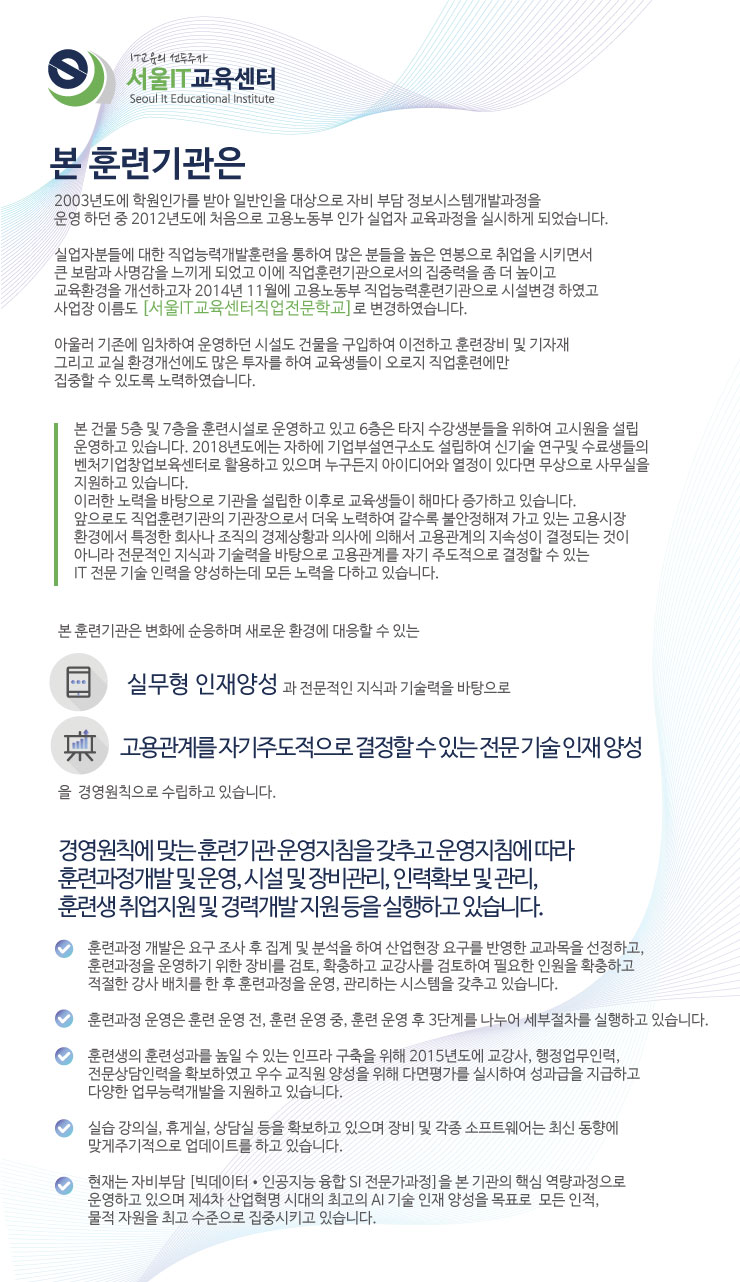 IT교육의 선두주자
서울IT교육센터
Seoul It Educational Institute
본 훈련기관은
2003년도에 학원인가를 받아 일반인을 대상으로 자비 부담 정보시스템개발과정을
운영 하던 중 2012년도에 처음으로 고용노동부 인가 실업자 교육과정을 실시하게 되었습니다.
실업자분들에 대한 직업능력개발훈련을 통하여 많은 분들을 높은 연봉으로 취업을 시키면서
큰 보람과 사명감을 느끼게 되었고 이에 직업훈련기관으로서의 집중력을 좀 더 높이고
교육환경을 개선하고자 2014년 11월에 고용노동부 직업능력훈련기관으로 시설변경 하였고
사업장 이름도 [서울IT교육센터직업전문학교]로 변경하였습니다.
아울러 기존에 임차하여 운영하던 시설도 건물을 구입하여 이전하고 훈련장비 및 기자재
그리고 교실 환경개선에도 많은 투자를 하여 교육생들이 오로지 직업훈련에만
집중할 수 있도록 노력하였습니다.
본 건물 5층 및 7층을 훈련시설로 운영하고 있고 6층은 타지 수강생분들을 위하여 고시원을 설립
운영하고 있습니다. 2018년도에는 자하에 기업부설연구소도 설립하여 신기술 연구및 수료생들의
벤처기업창업보육센터로 활용하고 있으며 누구든지 아이디어와 열정이 있다면 무상으로 사무실을
지원하고 있습니다.
이러한 노력을 바탕으로 기관을 설립한 이후로 교육생들이 해마다 증가하고 있습니다.
앞으로도 직업훈련기관의 기관장으로서 더욱 노력하여 갈수록 불안정해져 가고 있는 고용시장
환경에서 특정한 회사나 조직의 경제상황과 의사에 의해서 고용관계의 지속성이 결정되는 것이
아니라 전문적인 지식과 기술력을 바탕으로 고용관계를 자기 주도적으로 결정할 수 있는
IT 전문 기술 인력을 양성하는데 모든 노력을 다하고 있습니다.
본 훈련기관은 변화에 순응하며 새로운 환경에 대응할 수 있는
실무형 인재양성 과 전문적인 지식과 기술력을 바탕으로
고용관계를 자기주도적으로 결정할 수 있는 전문 기술 인재 양성
을 경영원칙으로 수립하고 있습니다.
경영원칙에 맞는 훈련기관 운영지침을 갖추고 운영지침에 따라
훈련과정개발 및 운영, 시설 및 장비관리, 인력확보 및 관리,
훈련생 취업지원 및 경력개발 지원 등을 실행하고 있습니다.
훈련과정 개발은 요구 조사 후 집계 및 분석을 하여 산업현장 요구를 반영한 교과목을 선정하고,
훈련과정을 운영하기 위한 장비를 검토, 확충하고 교강사를 검토하여 필요한 인원을 확충하고
적절한 강사 배치를 한 후 훈련과정을 운영, 관리하는 시스템을 갖추고 있습니다.
훈련과정 운영은 훈련 운영 전, 훈련 운영 중, 훈련 운영 후 3단계를 나누어 세부절차를 실행하고 있습니다.
훈련생의 훈련성과를 높일 수 있는 인프라 구축을 위해 2015년도에 교강사, 행정업무인력,
전문상담인력을 확보하였고 우수 교직원 양성을 위해 다면평가를 실시하여 성과급을 지급하고
다양한 업무능력개발을 지원하고 있습니다.
실습 강의실, 휴게실, 상담실 등을 확보하고 있으며 장비 및 각종 소프트웨어는 최신 동향에
맞게주기적으로 업데이트를 하고 있습니다.
현재는 자비부담 [빅데이터 • 인공지능 융합 SI 전문가과정]을 본 기관의 핵심 역량과정으로
운영하고 있으며 제4차 산업혁명 시대의 최고의 AI 기술 인재 양성을 목표로 모든 인적,
물적 자원을 최고 수준으로 집중시키고 있습니다.